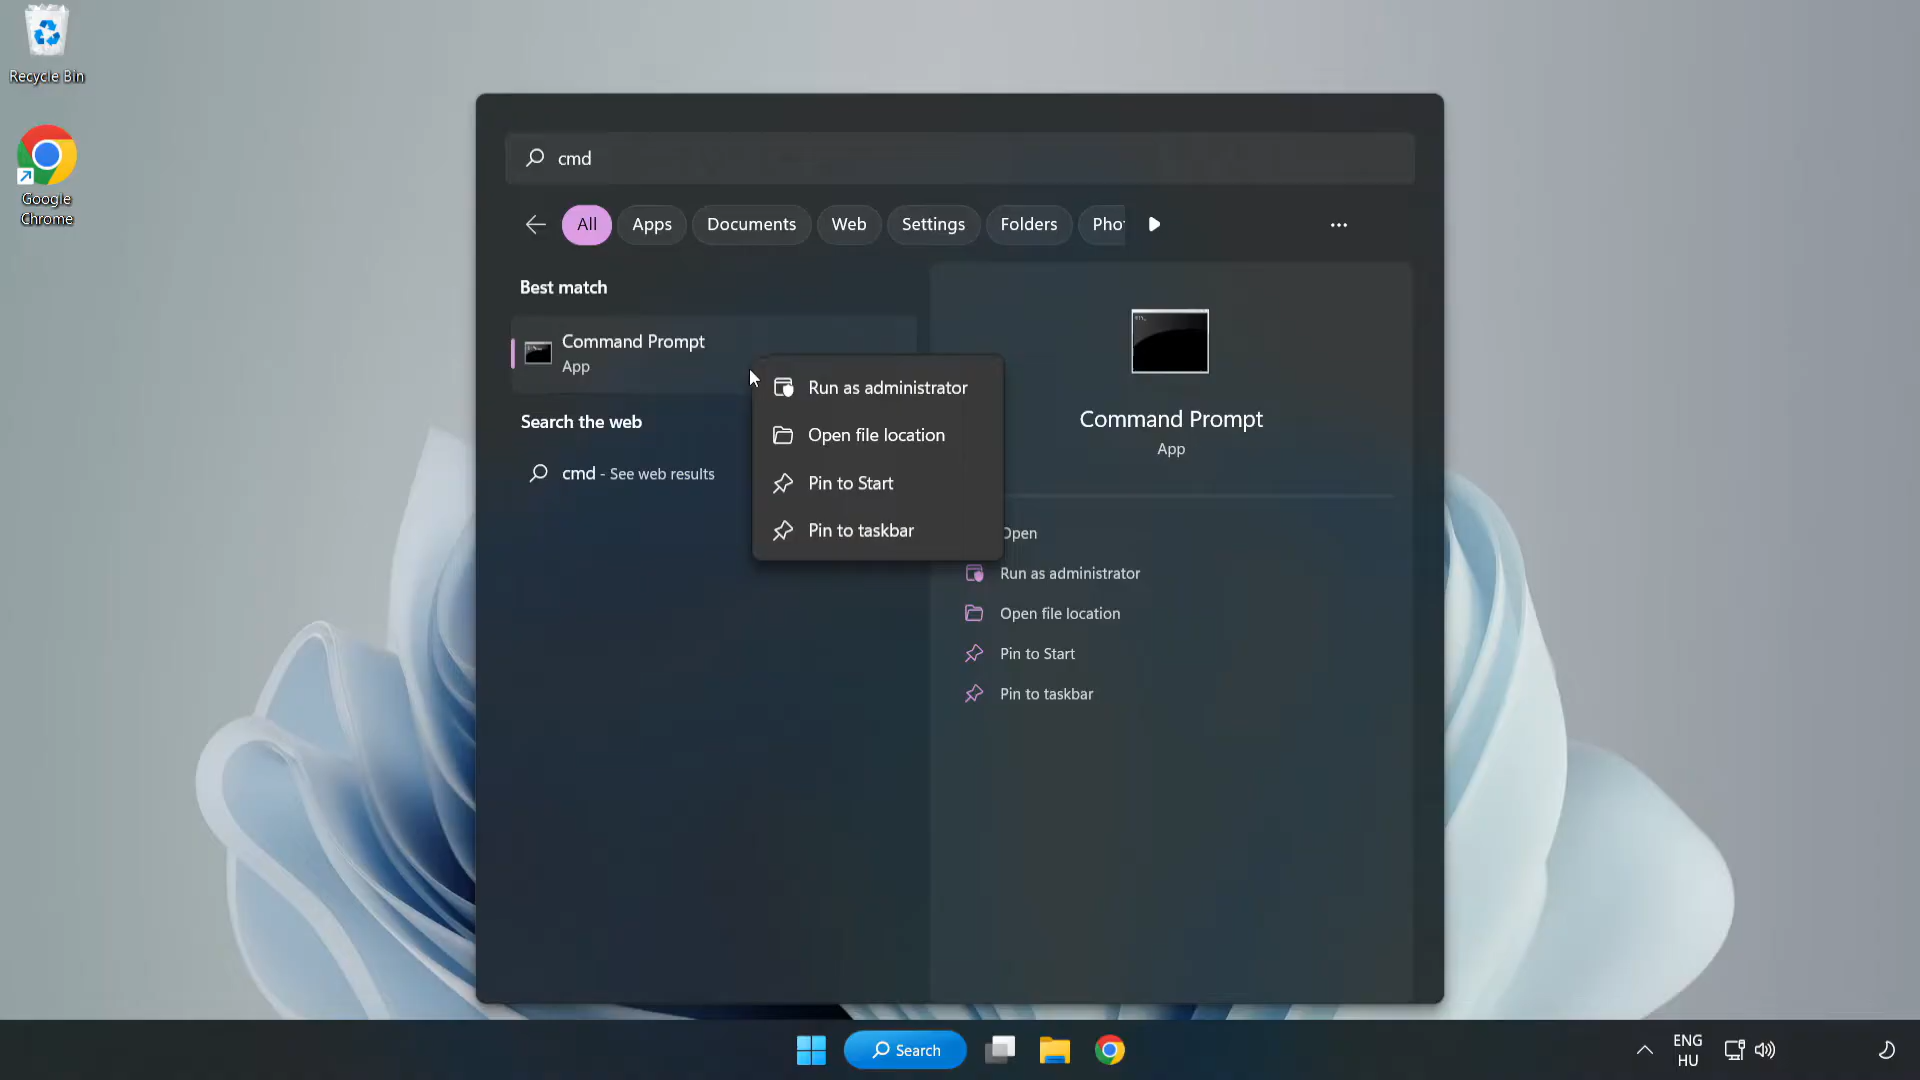 Recycle Bin
Google
Chrome
cmd
All
Apps
Documents
Web
Settings
Folders
Pho
Best match
Command Prompt
App
Search the web
cmd - See web results
Run as administrator
Open file location
Pin to Start
Pin to taskbar
Command Prompt
App
Open
Run as administrator
Open file location
Pin to Start
Pin to taskbar
Search
ENG
HU